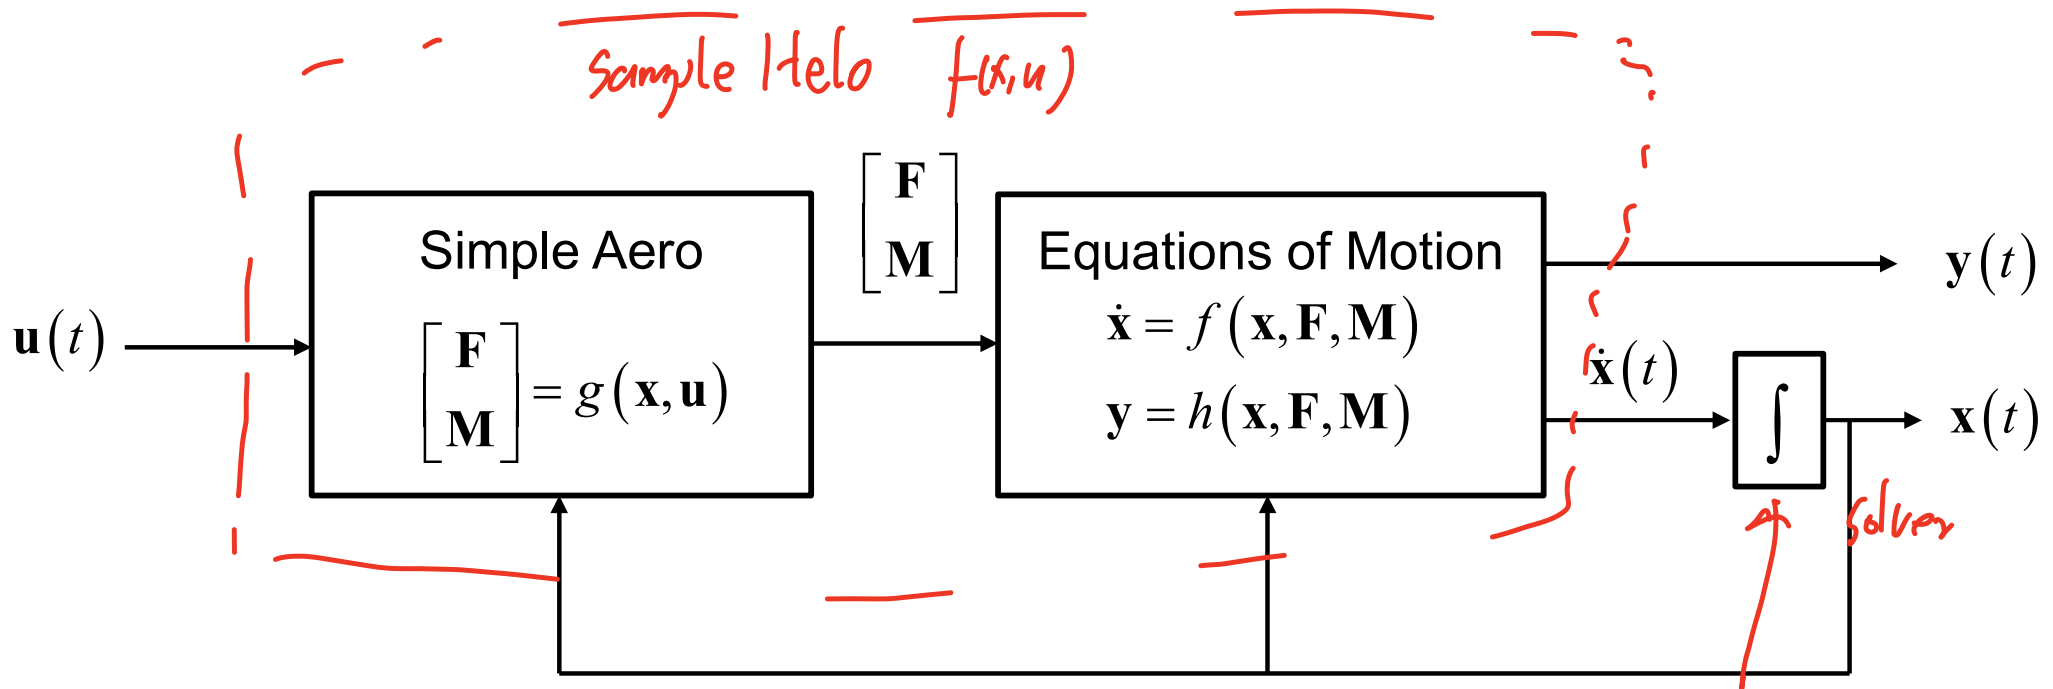 Sample Helo f(x,u)
[F M]
Simple Aero
[F M] = g(x,u)
Equations of Motion
ẋ = f(x,F,M)
y = h(x,F,M)
u(t)
y(t)
ẋ(t)
∫
x(t)
solver